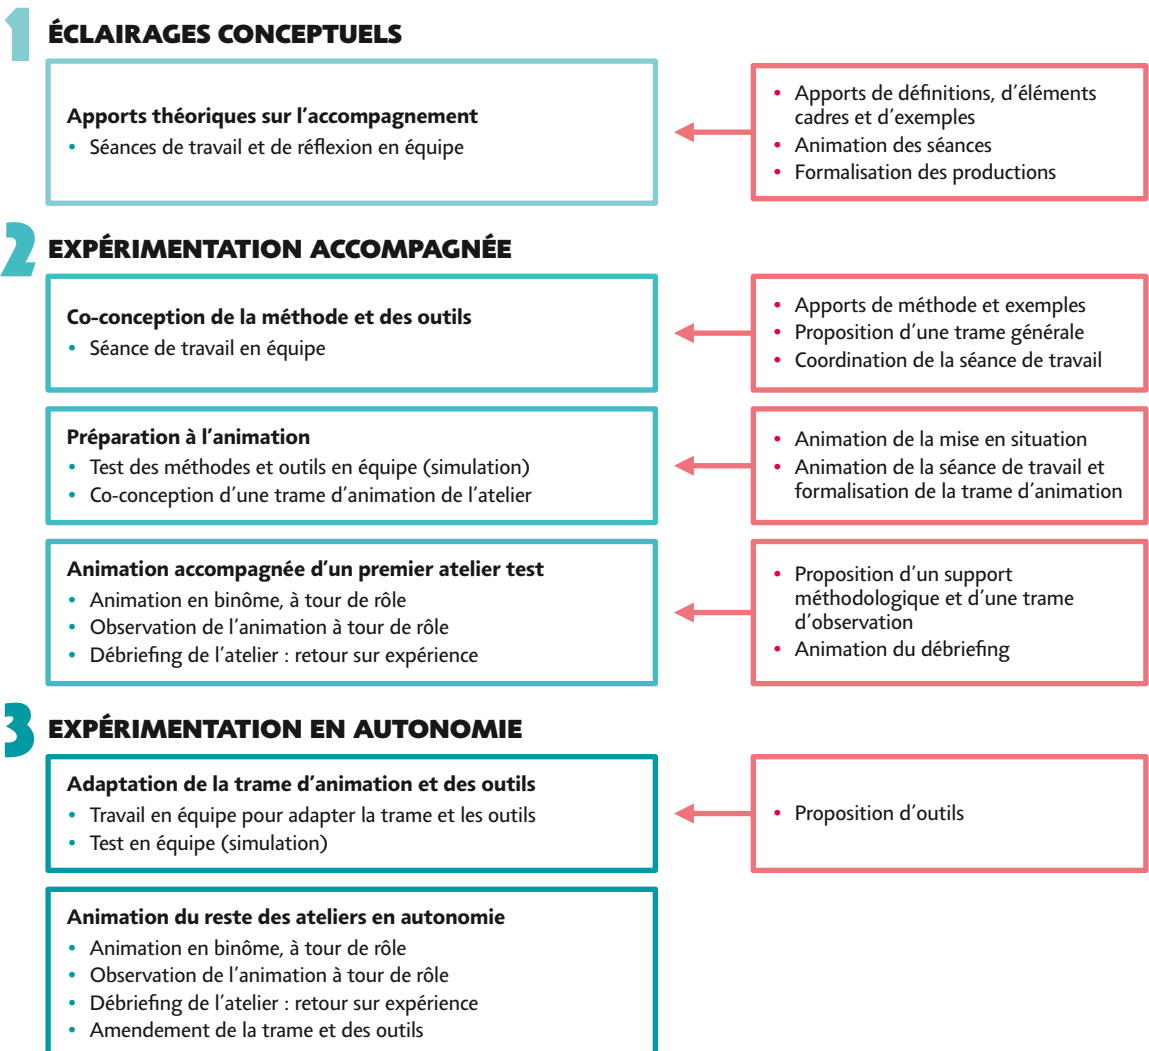 1 ÉCLAIRAGES CONCEPTUELS
Apports théoriques sur l’accompagnement
• Séances de travail et de réflexion en équipe
• Apports de définitions, d’éléments
cadres et d’exemples
• Animation des séances
• Formalisation des productions
2 EXPÉRIMENTATION ACCOMPAGNÉE
Co-conception de la méthode et des outils
• Séance de travail en équipe
• Apports de méthode et exemples
• Proposition d’une trame générale
• Coordination de la séance de travail
Préparation à l’animation
• Test des méthodes et outils en équipe (simulation)
• Co-conception d’une trame d’animation de l’atelier
• Animation de la mise en situation
• Animation de la séance de travail et
formalisation de la trame d’animation
Animation accompagnée d’un premier atelier test
• Animation en binôme, à tour de rôle
• Observation de l’animation à tour de rôle
• Débriefing de l’atelier : retour sur expérience
• Proposition d’un support
méthodologique et d’une trame
d’observation
• Animation du débriefing
3 EXPÉRIMENTATION EN AUTONOMIE
Adaptation de la trame d’animation et des outils
• Travail en équipe pour adapter la trame et les outils
• Test en équipe (simulation)
• Proposition d’outils
Animation du reste des ateliers en autonomie
• Animation en binôme, à tour de rôle
• Observation de l’animation à tour de rôle
• Débriefing de l’atelier : retour sur expérience
• Amendement de la trame et des outils